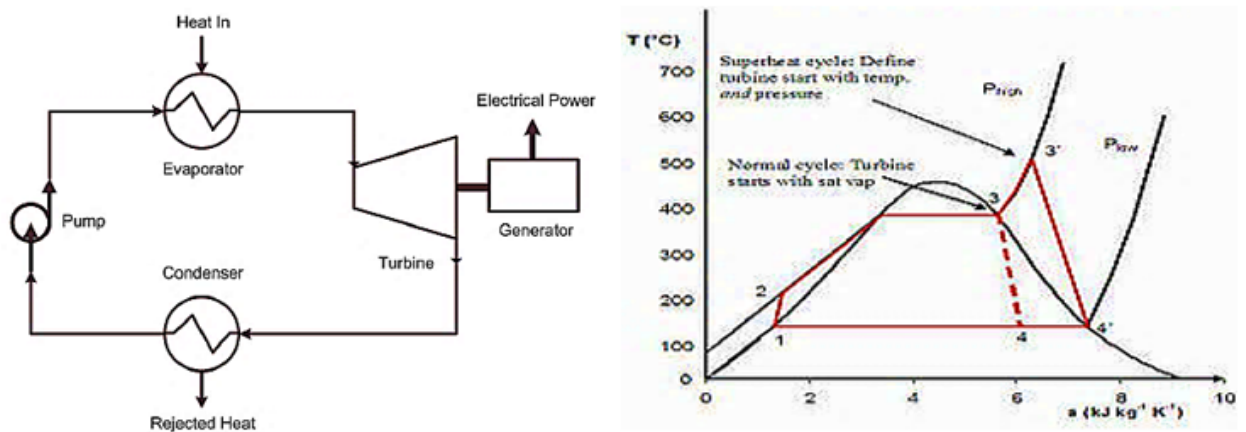 Heat In
Evaporator
Electrical Power
Pump
Generator
Turbine
Condenser
Rejected Heat
T (°C)
700
600
500
400
300
200
100
0
Superheat cycle: Define
turbine start with temp.
and pressure
Normal cycle: Turbine
starts with sat vap
Phigh
Plow
3'
3
2
1
4
4'
0
2
4
6
8
10
s (kJ kg⁻¹ K⁻¹)